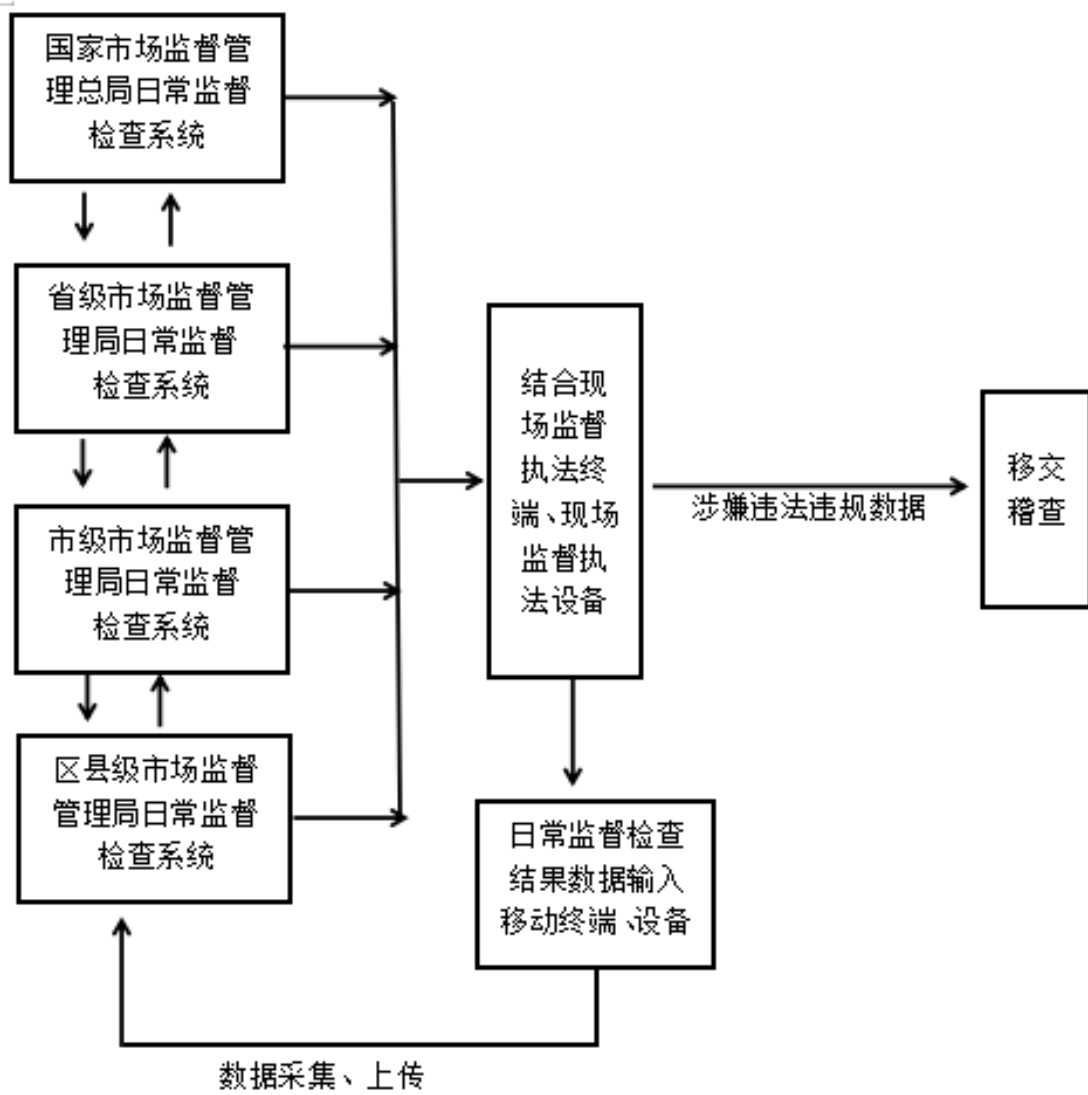 国家市场监督管
理总局日常监督
检查系统
省级市场监督管
理局日常监督
检查系统
市级市场监督管
理局日常监督
检查系统
区县级市场监督
管理局日常监督
检查系统
结合现
场监督
执法终
端、现场
监督执
法设备
涉嫌违法违规数据
移交
稽查
日常监督检查
结果数据输入
移动终端、设备
数据采集、上传